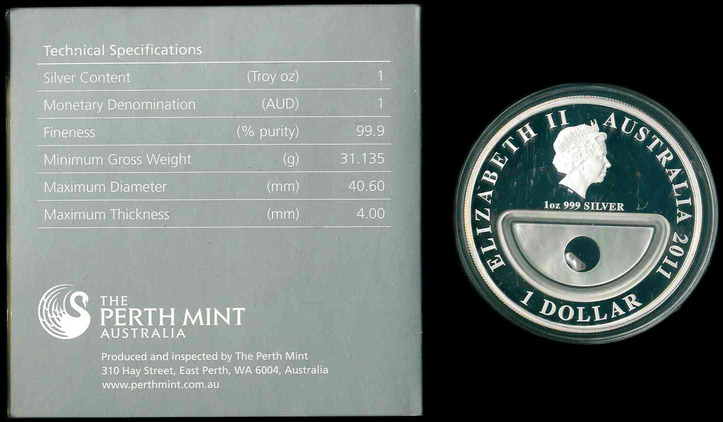 Technical Specifications
Silver Content (Troy oz) 1
Monetary Denomination (AUD) 1
Fineness (% purity) 99.9
Minimum Gross Weight (g) 31.135
Maximum Diameter (mm) 40.60
Maximum Thickness (mm) 4.00
THE
PERTH MINT
AUSTRALIA
Produced and inspected by The Perth Mint
310 Hay Street, East Perth, WA 6004, Australia
www.perthmint.com.au
ELIZABETH II AUSTRALIA 2011
1oz 999 SILVER
1 DOLLAR